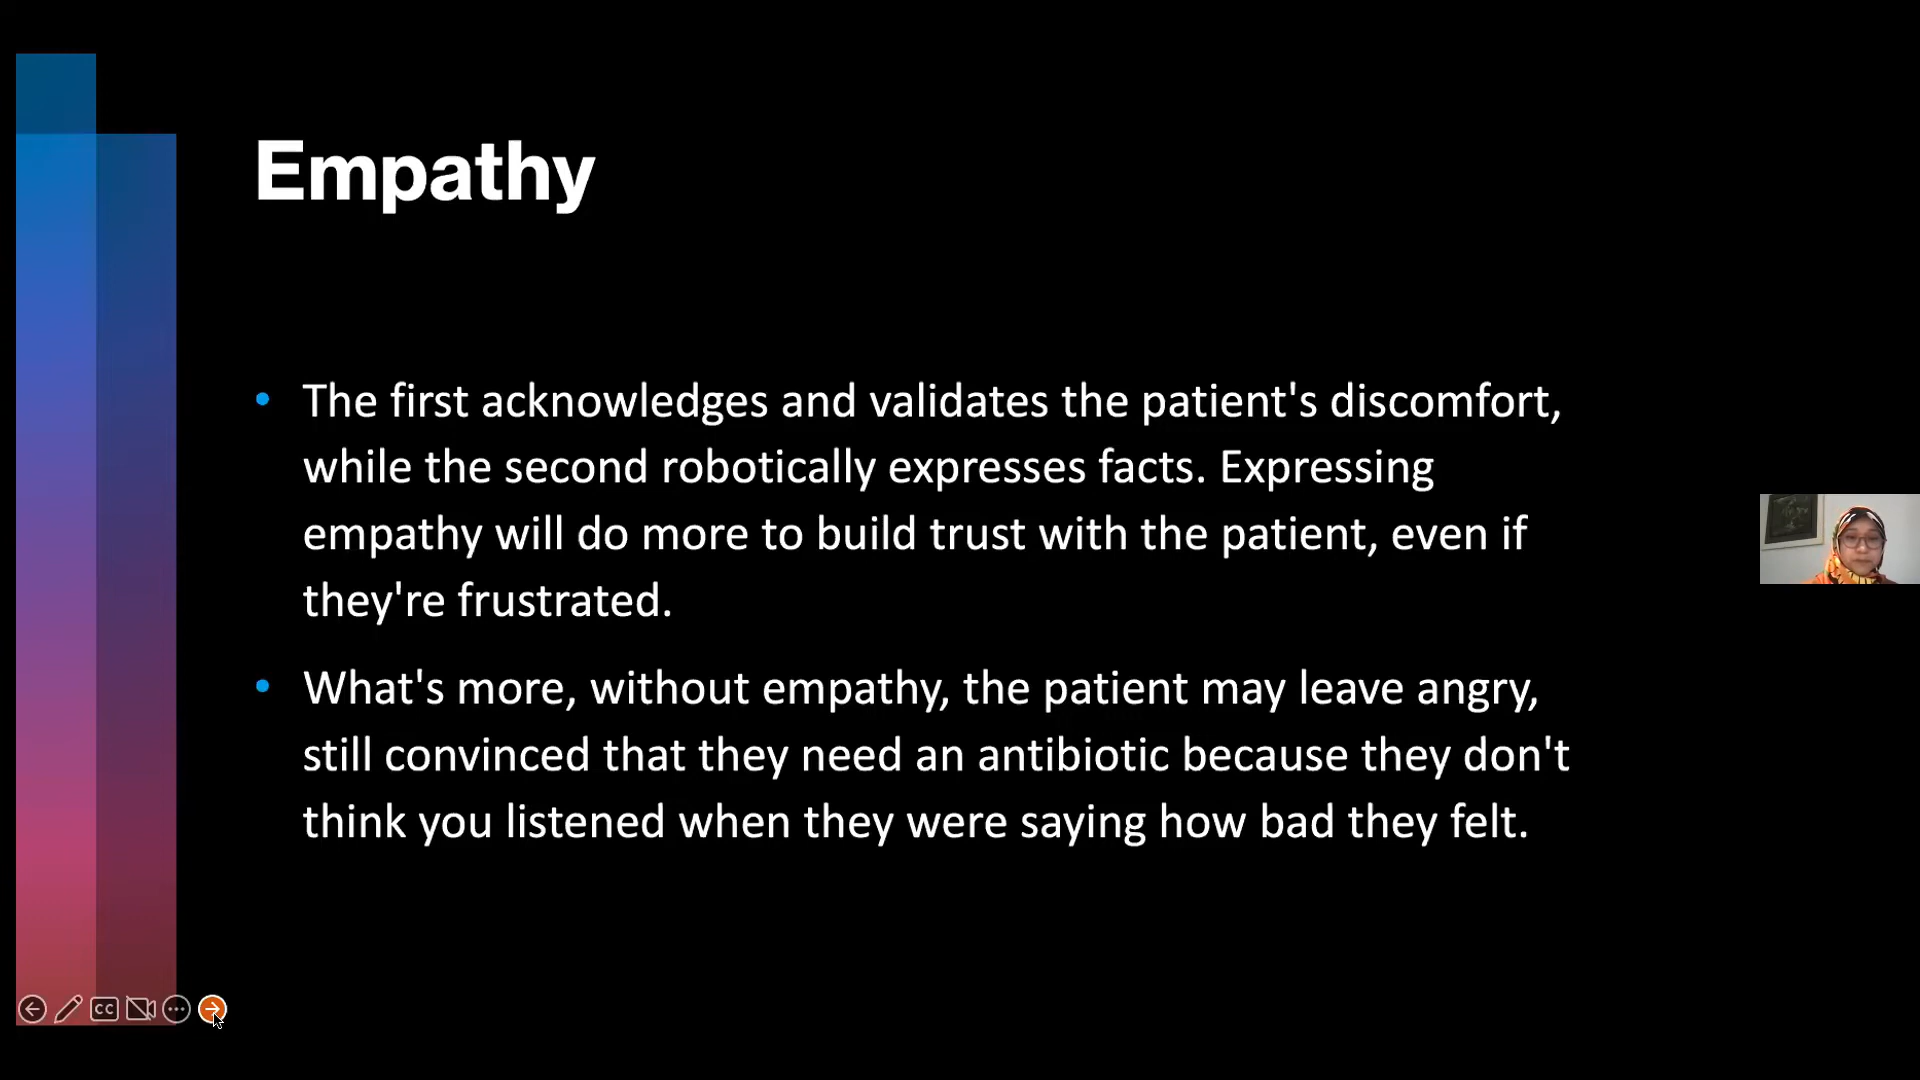 Empathy
• The first acknowledges and validates the patient's discomfort,
while the second robotically expresses facts. Expressing
empathy will do more to build trust with the patient, even if
they're frustrated.
• What's more, without empathy, the patient may leave angry,
still convinced that they need an antibiotic because they don't
think you listened when they were saying how bad they felt.
CC